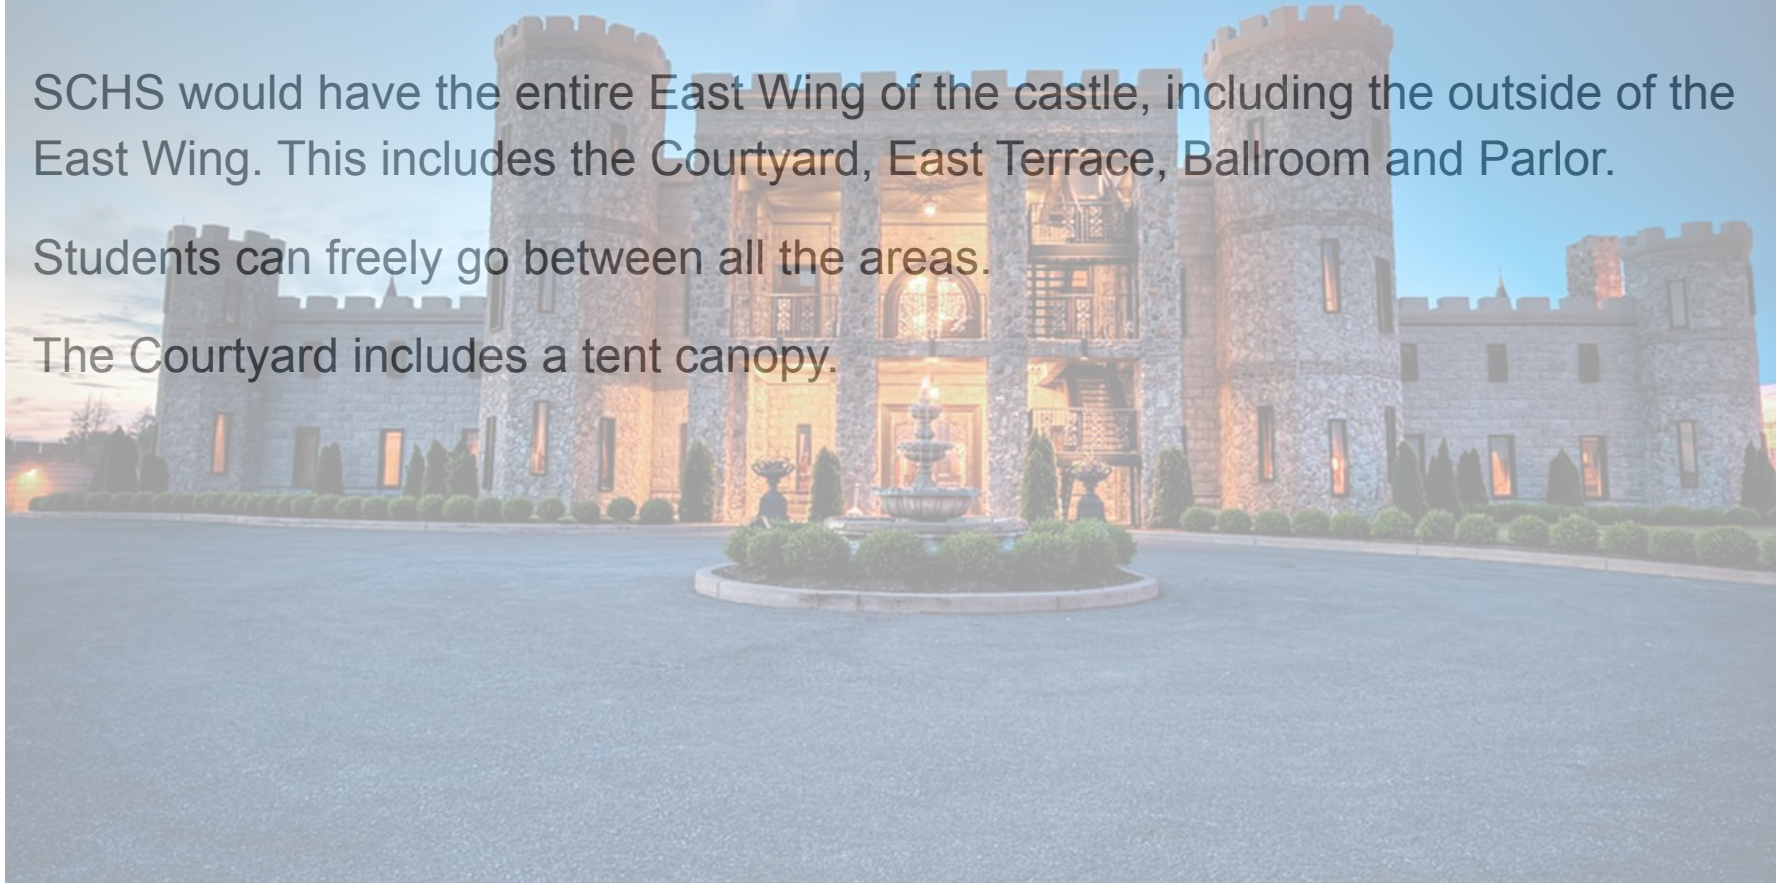 SCHS would have the entire East Wing of the castle, including the outside of the
East Wing. This includes the Courtyard, East Terrace, Ballroom and Parlor.
Students can freely go between all the areas.
The Courtyard includes a tent canopy.